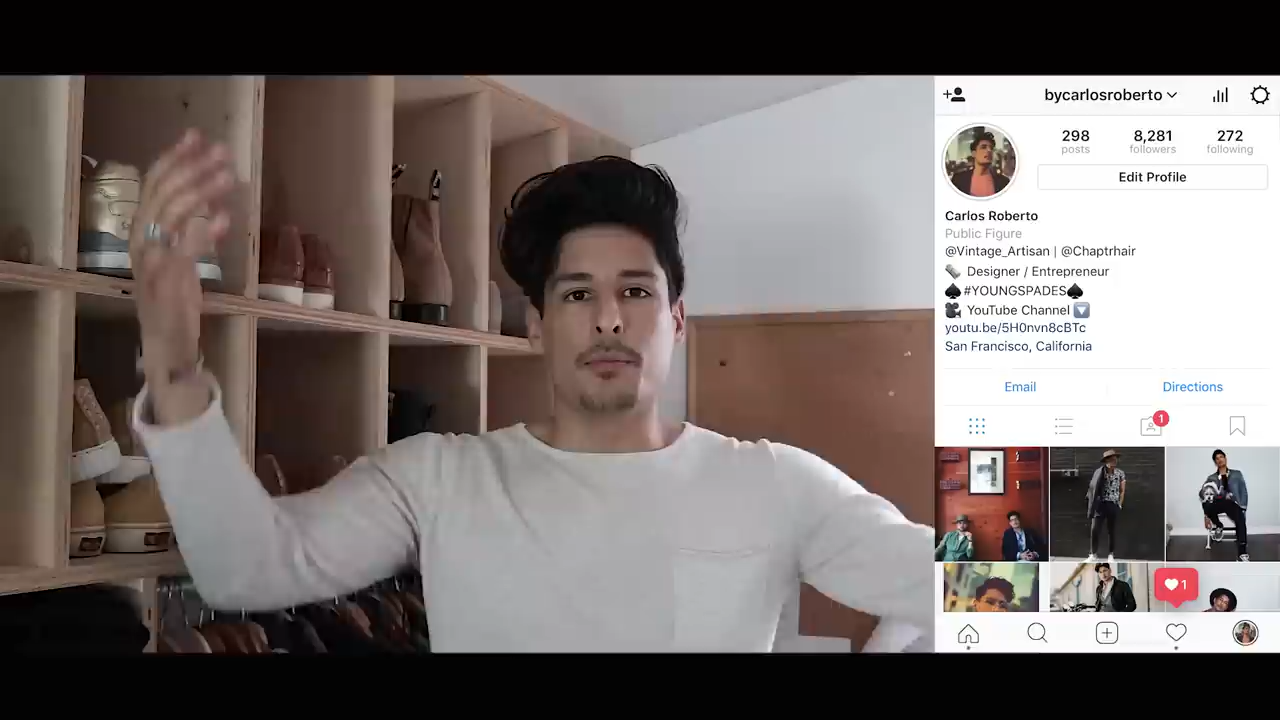 bycarlosroberto
298 8,281 272
posts followers following
Edit Profile
Carlos Roberto
Public Figure
@Vintage_Artisan | @Chaptrhair
Designer / Entrepreneur
♠️#YOUNGSPADES♠️
YouTube Channel
youtu.be/5H0nvn8cBTc
San Francisco, California
Email Directions
1
1